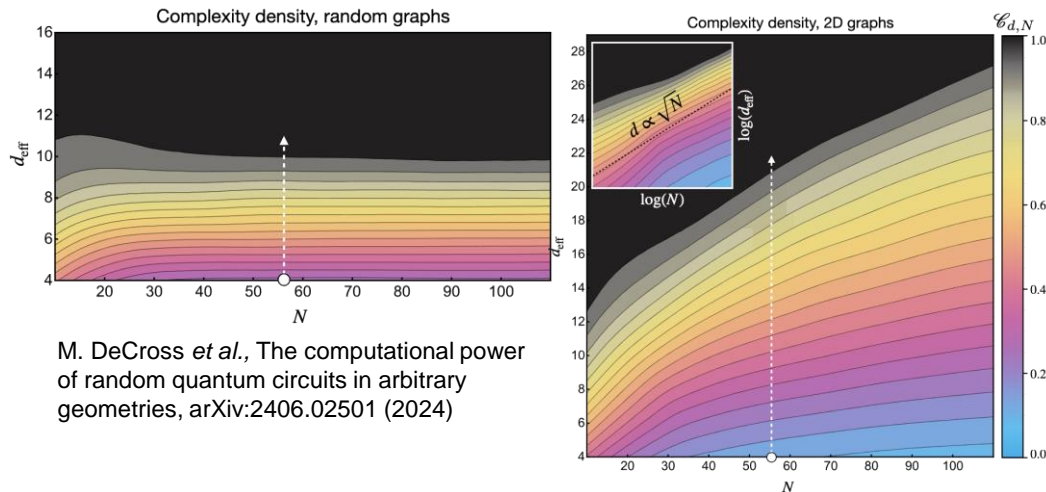 Complexity density, random graphs
16
14
12
10
8
6
4
d_eff
20 30 40 50 60 70 80 90 100
N
M. DeCross et al., The computational power
of random quantum circuits in arbitrary
geometries, arXiv:2406.02501 (2024)
Complexity density, 2D graphs
28
26
24
22
20
18
16
14
12
10
8
6
4
d_eff
d ∝ √N
log(d_eff)
log(N)
20 30 40 50 60 70 80 90 100
N
𝒞_d,N
1.0
0.8
0.6
0.4
0.2
0.0